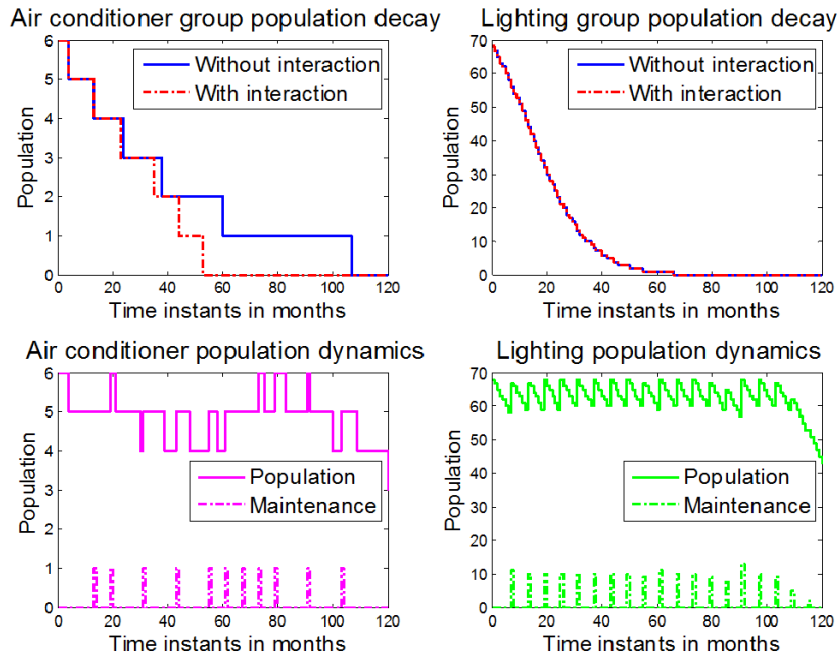 Air conditioner group population decay
6
5
4
3
2
1
0
Population
Without interaction
With interaction
0 20 40 60 80 100 120
Time instants in months
Lighting group population decay
70
60
50
40
30
20
10
0
Population
Without interaction
With interaction
0 20 40 60 80 100 120
Time instants in months
Air conditioner population dynamics
6
5
4
3
2
1
0
Population
Population
Maintenance
0 20 40 60 80 100 120
Time instants in months
Lighting population dynamics
70
60
50
40
30
20
10
0
Population
Population
Maintenance
0 20 40 60 80 100 120
Time instants in months